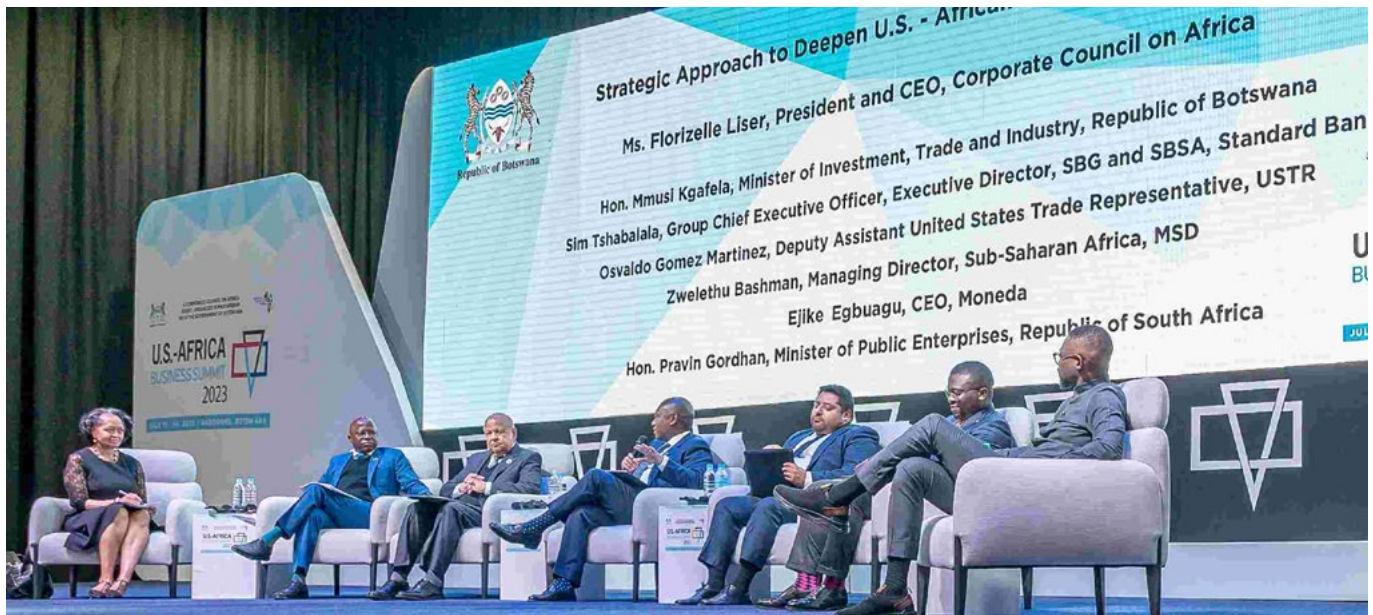 Strategic Approach to Deepen U.S. - African
Republic of Botswana
Ms. Florizelle Liser, President and CEO, Corporate Council on Africa
Hon. Mmusi Kgafela, Minister of Investment, Trade and Industry, Republic of Botswana
Sim Tshabalala, Group Chief Executive Officer, Executive Director, SBG and SBSA, Standard Ban
Osvaldo Gomez Martinez, Deputy Assistant United States Trade Representative, USTR
Zwelethu Bashman, Managing Director, Sub-Saharan Africa, MSD
Ejike Egbuagu, CEO, Moneda
Hon. Pravin Gordhan, Minister of Public Enterprises, Republic of South Africa
U
BU
JUL
U.S.-AFRICA
BUSINESS SUMMIT
2023
U.S.-AFRICA
U.S.-AFRICA